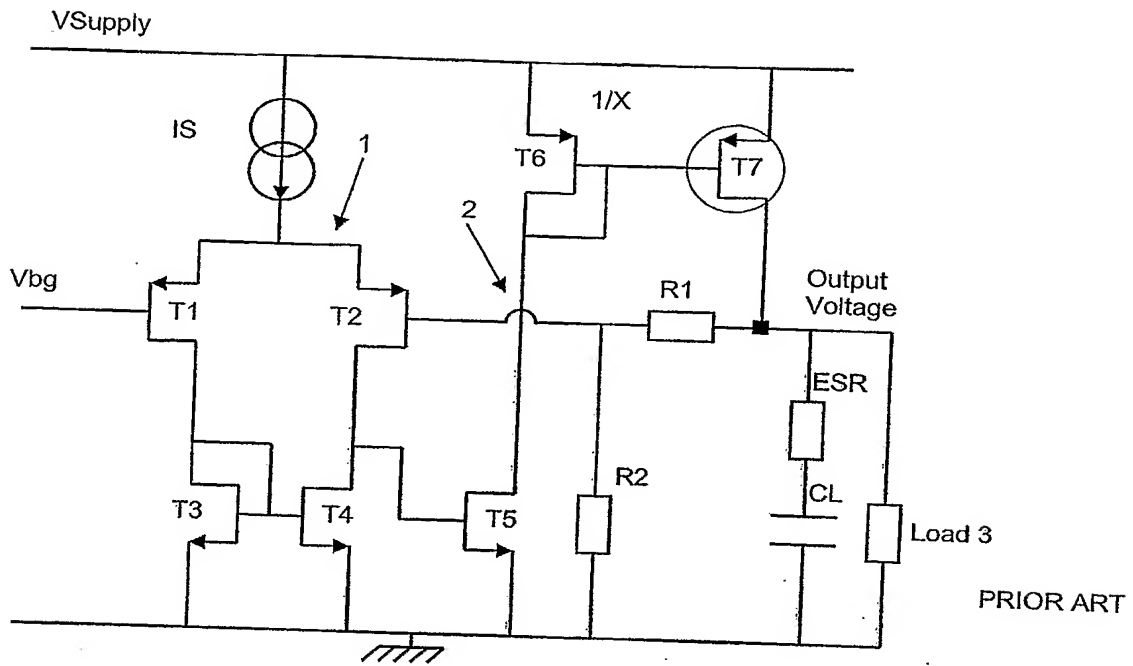 VSupply
IS
1
1/X
T6
T7
2
Vbg
T1
T2
R1
Output
Voltage
ESR
R2
CL
T3
T4
T5
Load 3
PRIOR ART